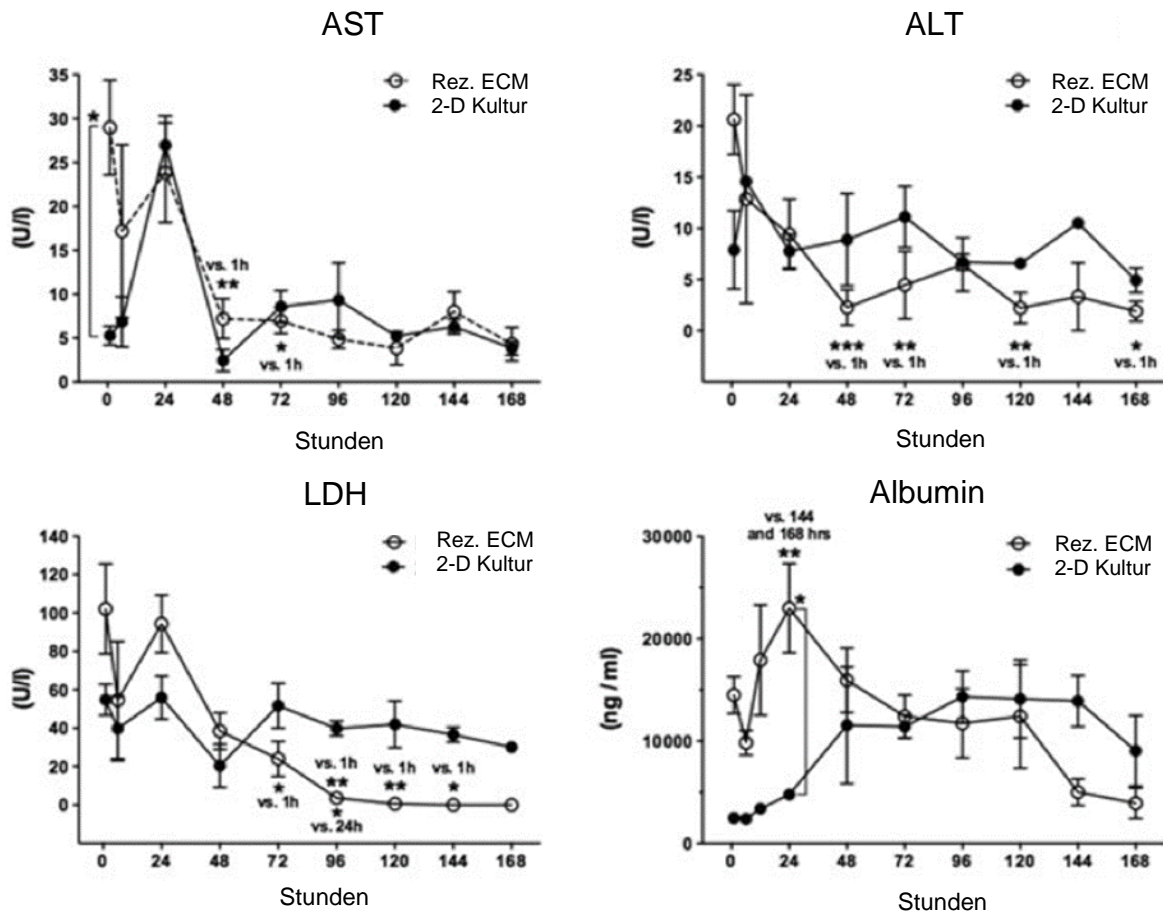 AST
35
30
25
20
15
10
5
0
(U/l)
Rez. ECM
2-D Kultur
*
vs. 1h
**
*
vs. 1h
0 24 48 72 96 120 144 168
Stunden
ALT
25
20
15
10
5
0
(U/l)
Rez. ECM
2-D Kultur
*** ** ** *
vs. 1h vs. 1h vs. 1h vs. 1h
0 24 48 72 96 120 144 168
Stunden
LDH
140
120
100
80
60
40
20
0
(U/l)
Rez. ECM
2-D Kultur
vs. 1h vs. 1h vs. 1h
** ** *
*
vs. 1h
*
vs. 24h
0 24 48 72 96 120 144 168
Stunden
Albumin
vs. 144
and 168 hrs
**
*
30000
20000
10000
0
(ng / ml)
Rez. ECM
2-D Kultur
0 24 48 72 96 120 144 168
Stunden